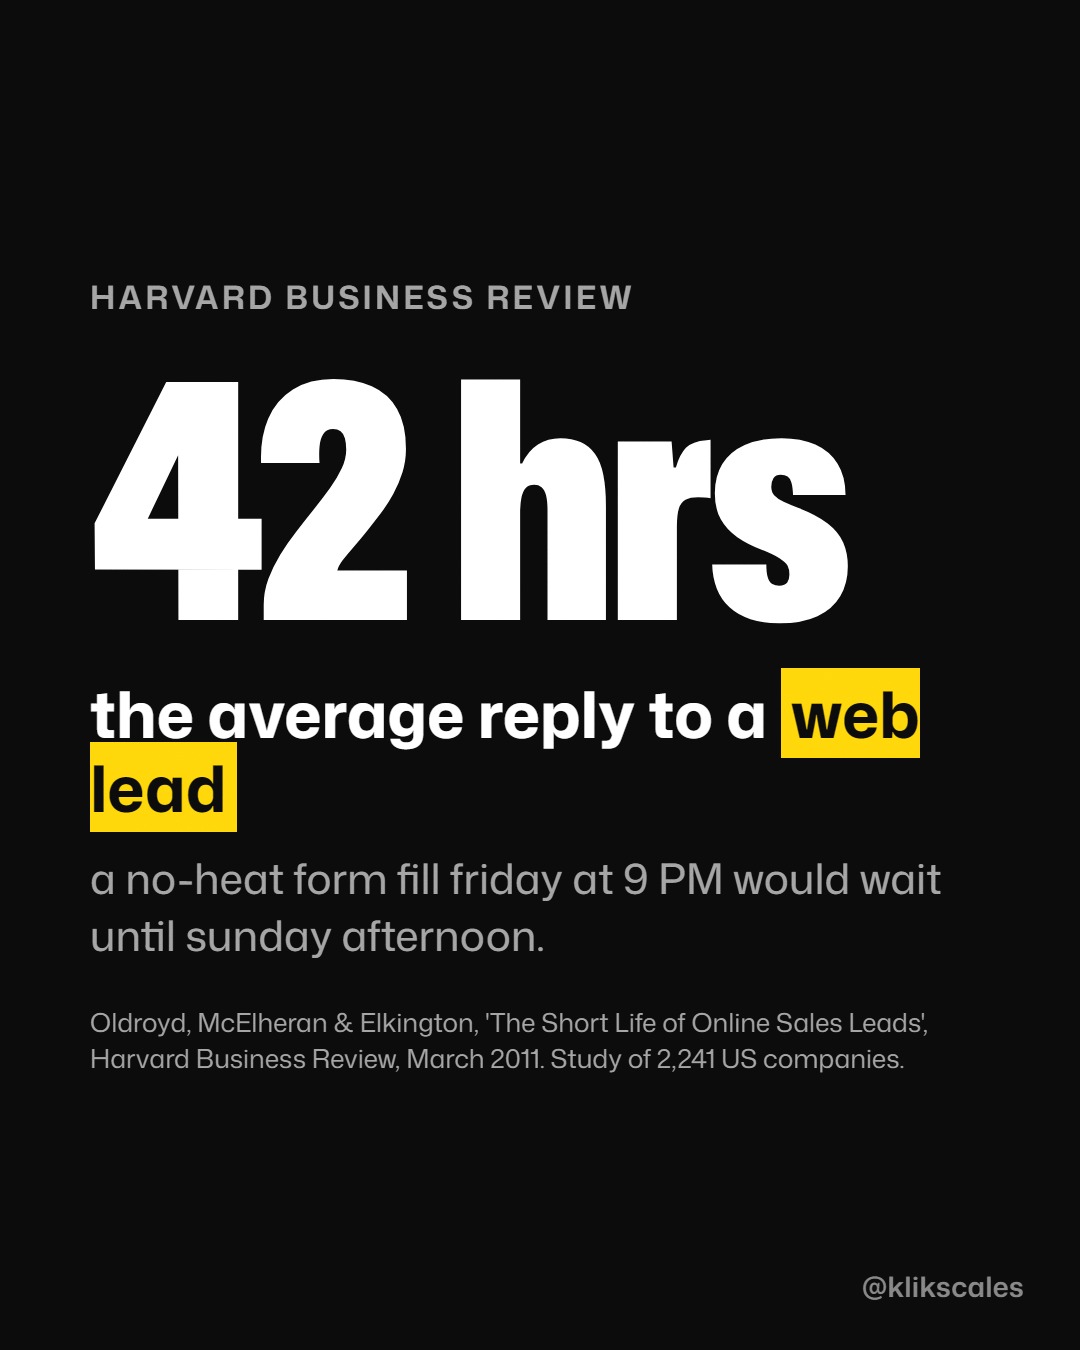 HARVARD BUSINESS REVIEW
42 hrs
the average reply to a web
lead
a no-heat form fill friday at 9 PM would wait
until sunday afternoon.
Oldroyd, McElheran & Elkington, 'The Short Life of Online Sales Leads',
Harvard Business Review, March 2011. Study of 2,241 US companies.
@klikscales